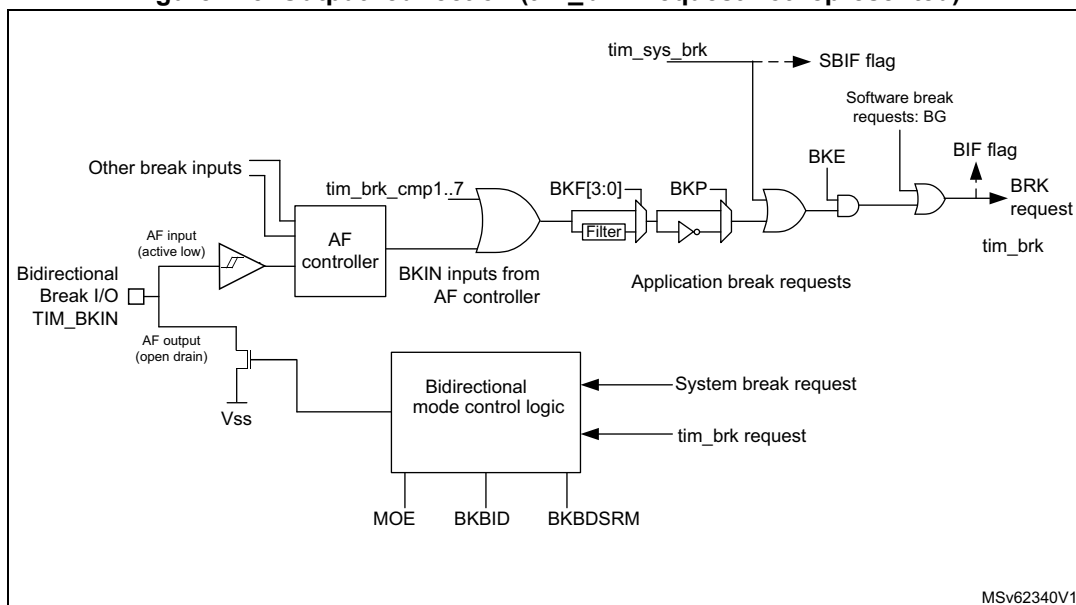 tim_sys_brk
SBIF flag
Software break
requests: BG
BIF flag
BKE
BRK
request
tim_brk
Other break inputs
tim_brk_cmp1..7
BKF[3:0]
BKP
Filter
AF
controller
BKIN inputs from
AF controller
Application break requests
AF input
(active low)
Bidirectional
Break I/O
TIM_BKIN
AF output
(open drain)
Vss
Bidirectional
mode control logic
System break request
tim_brk request
MOE
BKBID
BKBDSRM
MSv62340V1